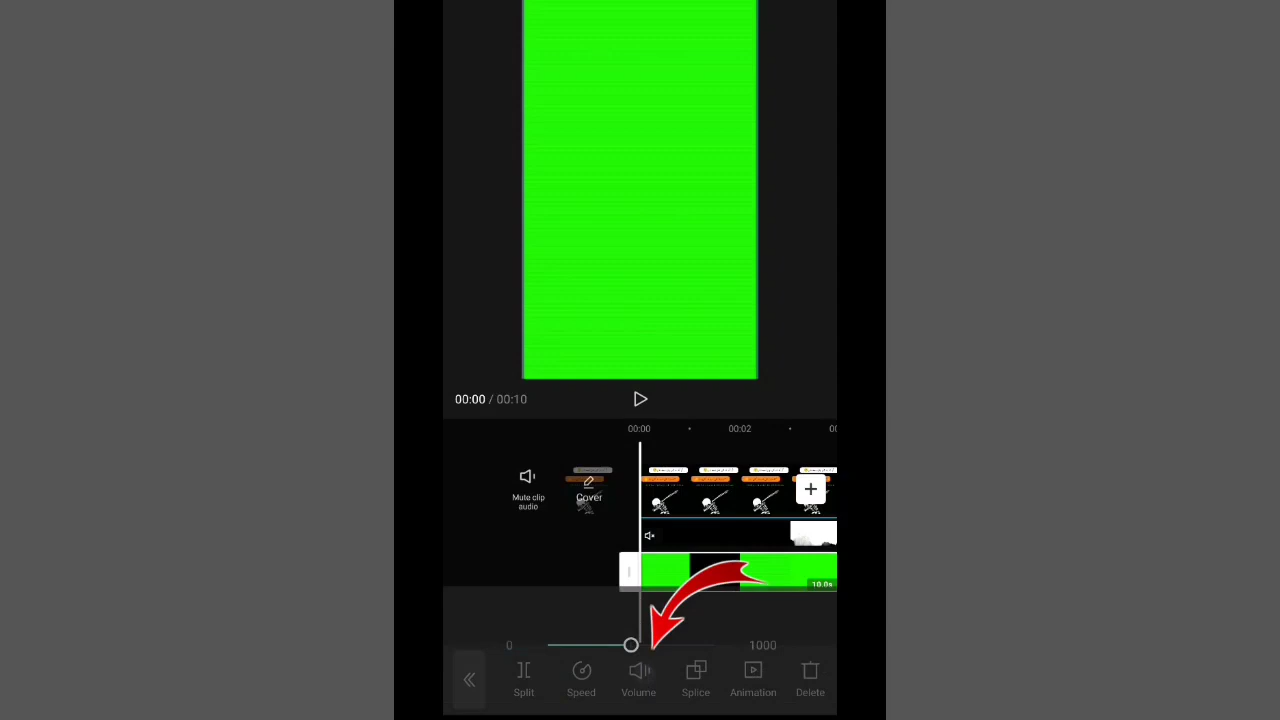 00:00 / 00:10
00:00
00:02
Mute clip
audio
Cover
10.0s
0
1000
Split
Speed
Volume
Splice
Animation
Delete